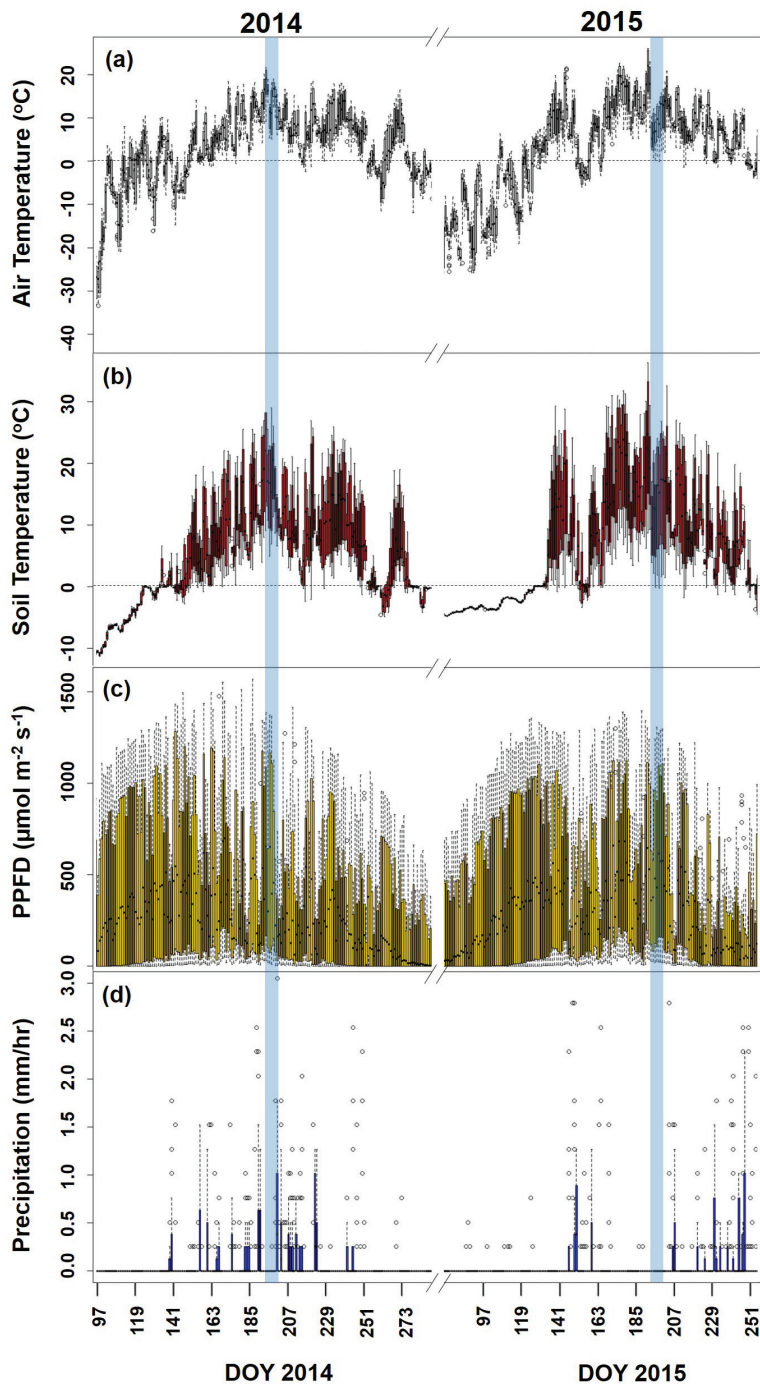 2014 2015
(a)
Air Temperature (°C)
20
10
0
-10
-20
-30
-40
(b)
Soil Temperature (°C)
30
20
10
0
-10
(c)
PPFD (µmol m-2 s-1)
1500
1000
500
0
(d)
Precipitation (mm/hr)
3.0
2.5
2.0
1.5
1.0
0.5
0.0
97 119 141 163 185 207 229 251 273 97 119 141 163 185 207 229 251
DOY 2014 DOY 2015